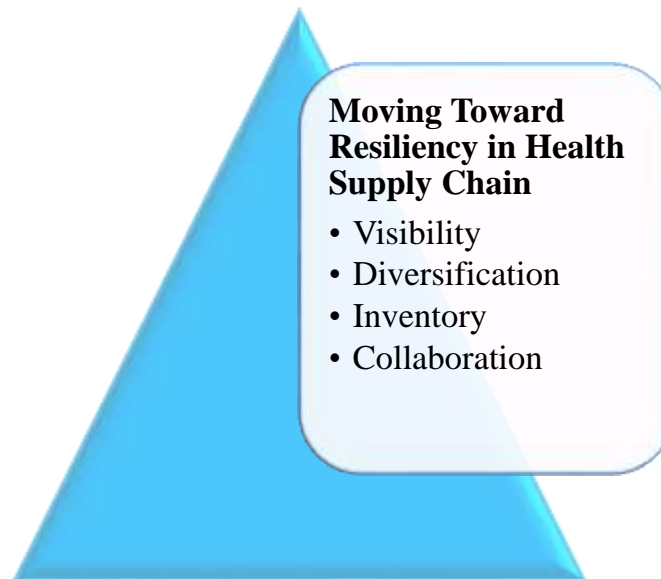 Moving Toward
Resiliency in Health
Supply Chain
• Visibility
• Diversification
• Inventory
• Collaboration